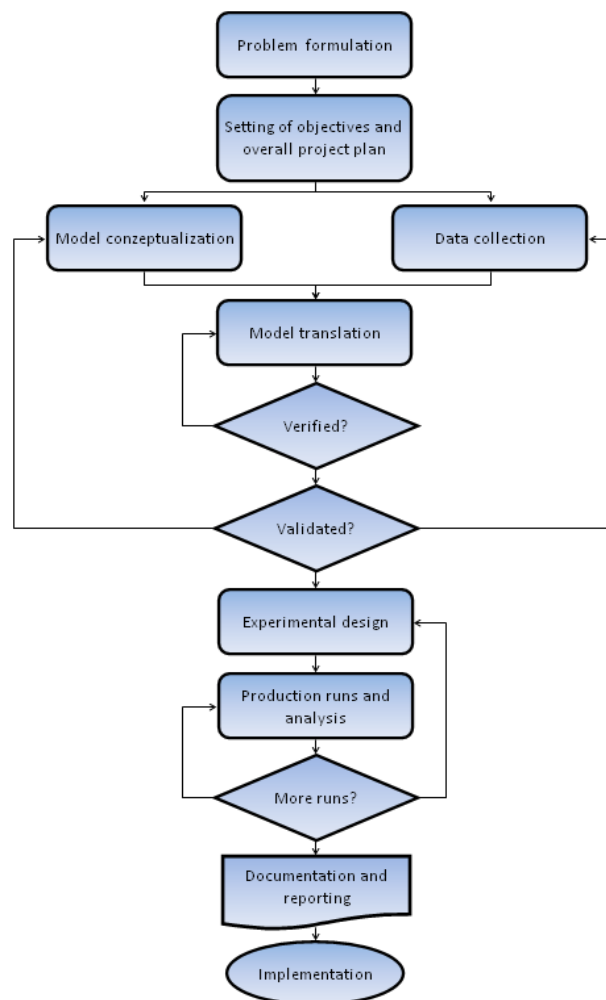 Problem formulation
Setting of objectives and
overall project plan
Model conzeptualization
Data collection
Model translation
Verified?
Validated?
Experimental design
Production runs and
analysis
More runs?
Documentation and
reporting
Implementation